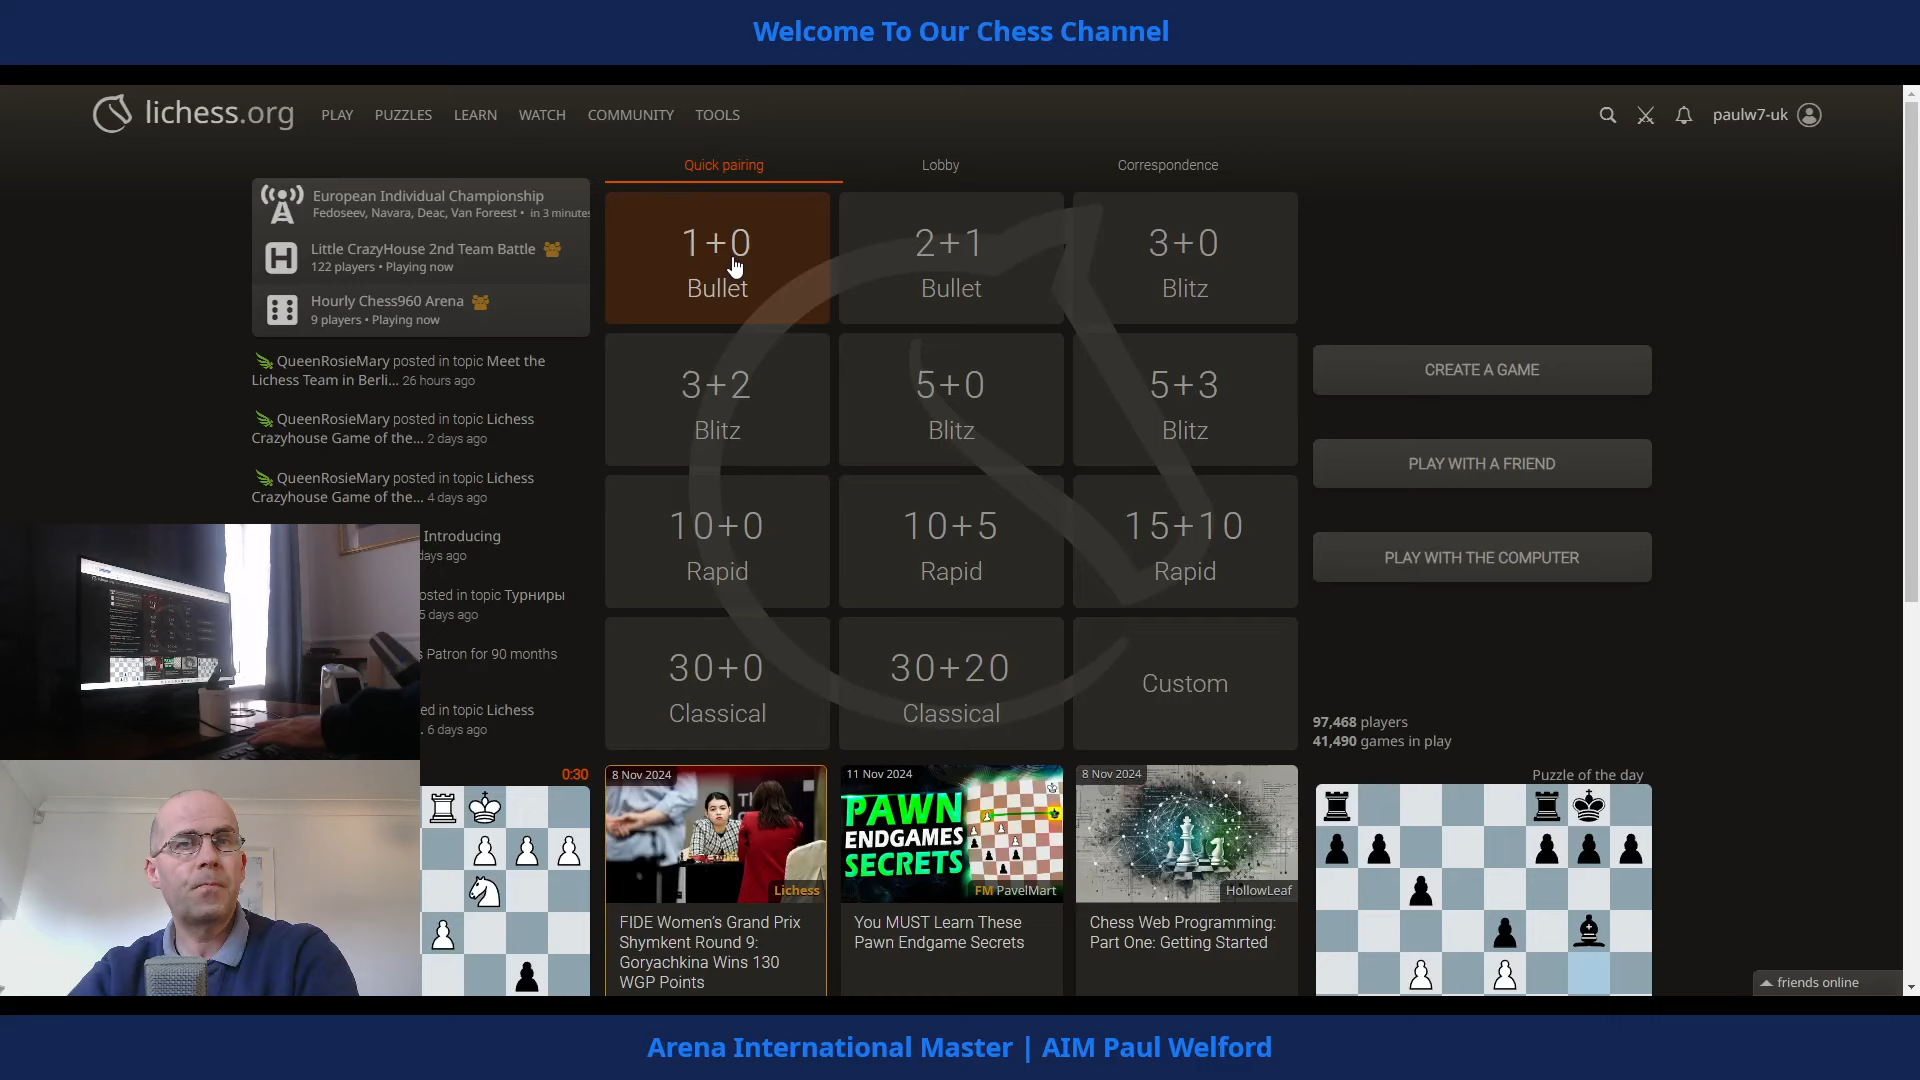 Welcome To Our Chess Channel
lichess.org
PLAY
PUZZLES
LEARN
WATCH
COMMUNITY
TOOLS
paulw7-uk
Quick pairing
Lobby
Correspondence
European Individual Championship
Fedoseev, Navara, Deac, Van Foreest • in 3 minutes
Little CrazyHouse 2nd Team Battle
122 players • Playing now
Hourly Chess960 Arena
9 players • Playing now
QueenRosieMary posted in topic Meet the
Lichess Team in Berli... 26 hours ago
QueenRosieMary posted in topic Lichess
Crazyhouse Game of the... 2 days ago
QueenRosieMary posted in topic Lichess
Crazyhouse Game of the... 4 days ago
Introducing
days ago
osted in topic Турниры
5 days ago
s Patron for 90 months
ed in topic Lichess
. 6 days ago
0:30
1+0
Bullet
2+1
Bullet
3+0
Blitz
3+2
Blitz
5+0
Blitz
5+3
Blitz
10+0
Rapid
10+5
Rapid
15+10
Rapid
30+0
Classical
30+20
Classical
Custom
CREATE A GAME
PLAY WITH A FRIEND
PLAY WITH THE COMPUTER
97,468 players
41,490 games in play
8 Nov 2024
Lichess
FIDE Women's Grand Prix
Shymkent Round 9:
Goryachkina Wins 130
WGP Points
11 Nov 2024
PAWN
ENDGAMES
SECRETS
FM PavelMart
You MUST Learn These
Pawn Endgame Secrets
8 Nov 2024
HollowLeaf
Chess Web Programming:
Part One: Getting Started
Puzzle of the day
friends online
Arena International Master | AIM Paul Welford